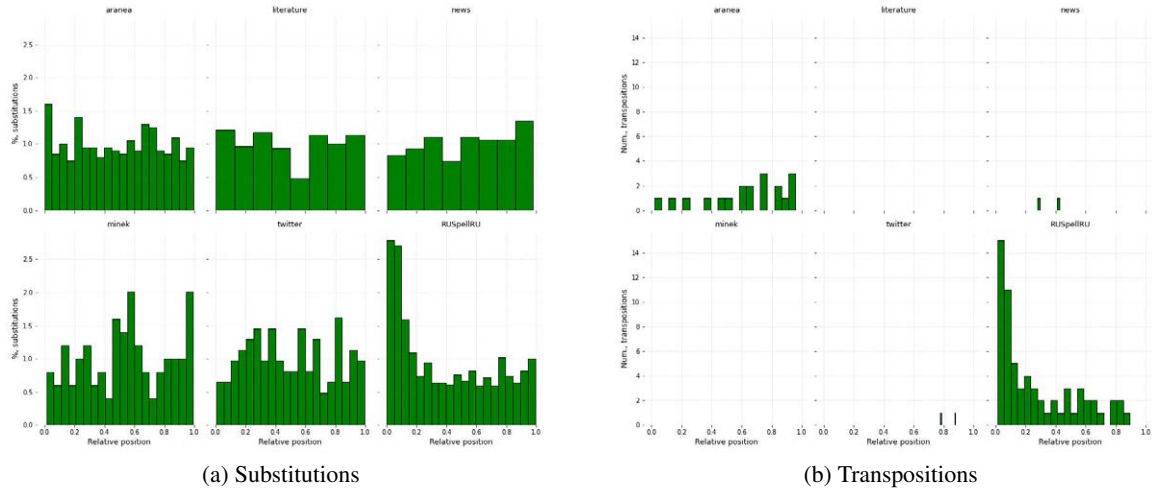 aranea literature news
2.5
2.0
1.5
1.0
0.5
0.0
%, substitutions
minek twitter RUSpellRU
2.5
2.0
1.5
1.0
0.5
0.0
%, substitutions
0.0 0.2 0.4 0.6 0.8 1.0 0.0 0.2 0.4 0.6 0.8 1.0 0.0 0.2 0.4 0.6 0.8 1.0
Relative position Relative position Relative position
(a) Substitutions
aranea literature news
14
12
10
8
6
4
2
0
Num., transpositions
minek twitter RUSpellRU
14
12
10
8
6
4
2
0
Num., transpositions
0.0 0.2 0.4 0.6 0.8 1.0 0.0 0.2 0.4 0.6 0.8 1.0 0.0 0.2 0.4 0.6 0.8 1.0
Relative position Relative position Relative position
(b) Transpositions